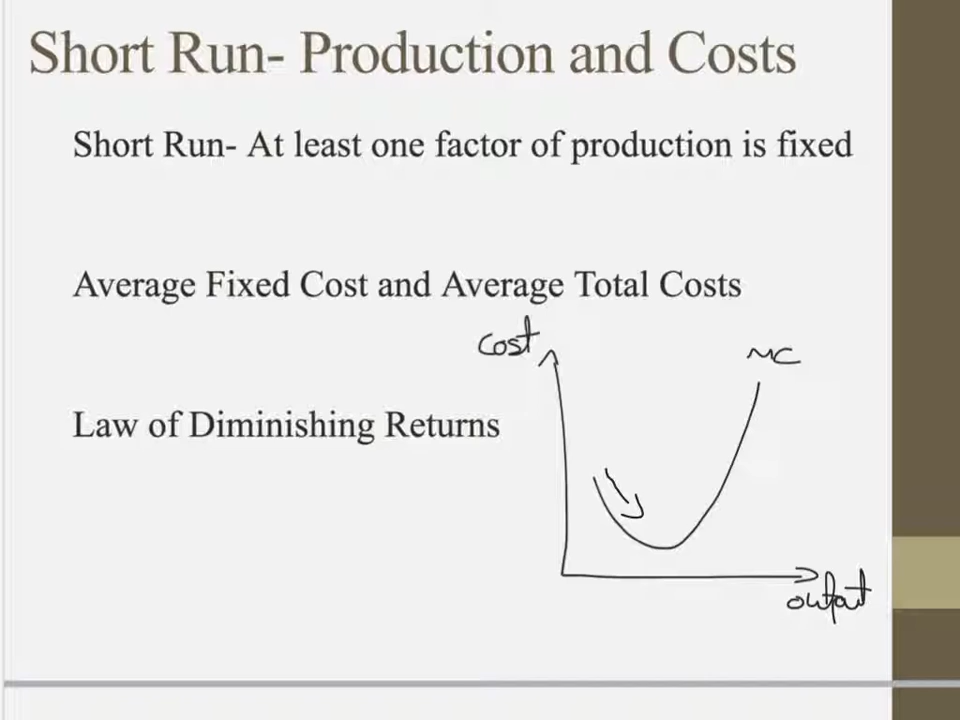 Short Run- Production and Costs
Short Run- At least one factor of production is fixed
Average Fixed Cost and Average Total Costs
Cost
MC
Law of Diminishing Returns
output